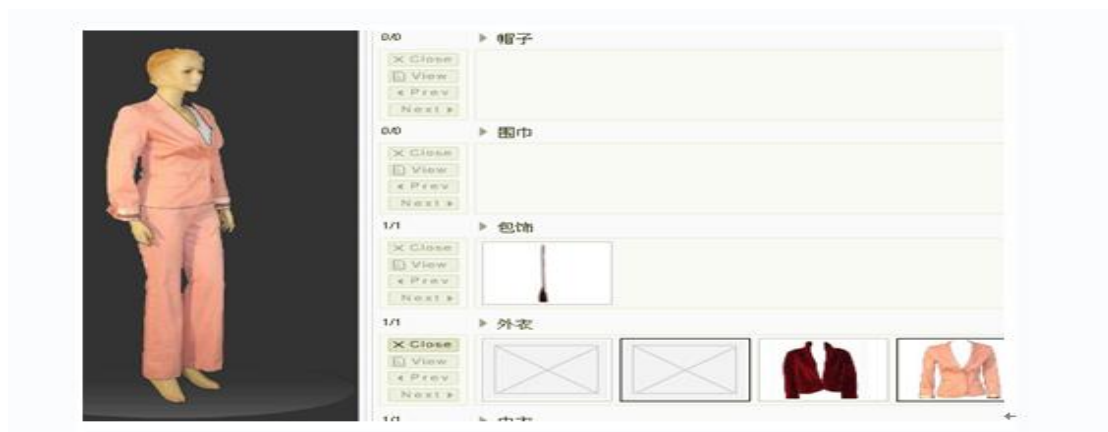 0/0 ▶ 帽子
× Close
View
◂ Prev
Next ▸
0/0 ▶ 围巾
× Close
View
◂ Prev
Next ▸
1/1 ▶ 包饰
× Close
View
◂ Prev
Next ▸
1/1 ▶ 外衣
× Close
View
◂ Prev
Next ▸